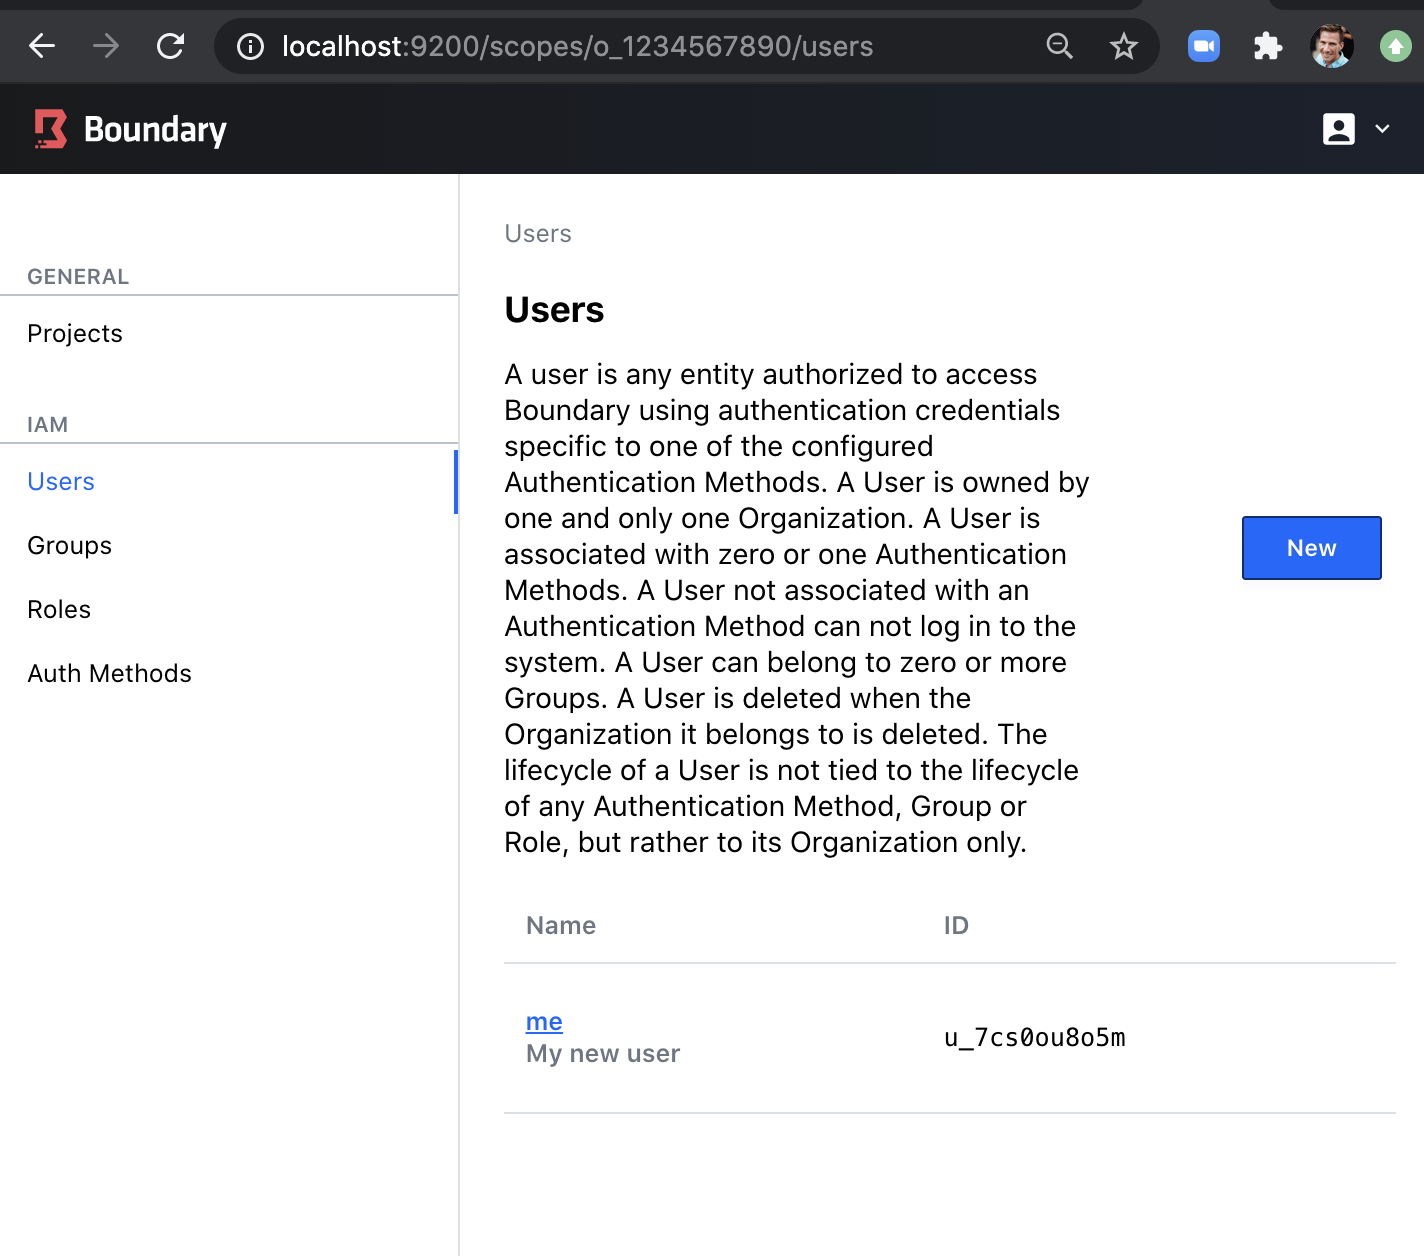 localhost:9200/scopes/o_1234567890/users
Boundary
GENERAL
Projects
IAM
Users
Groups
Roles
Auth Methods
Users
Users
A user is any entity authorized to access
Boundary using authentication credentials
specific to one of the configured
Authentication Methods. A User is owned by
one and only one Organization. A User is
associated with zero or one Authentication
Methods. A User not associated with an
Authentication Method can not log in to the
system. A User can belong to zero or more
Groups. A User is deleted when the
Organization it belongs to is deleted. The
lifecycle of a User is not tied to the lifecycle
of any Authentication Method, Group or
Role, but rather to its Organization only.
New
Name ID
me
My new user
u_7cs0ou8o5m